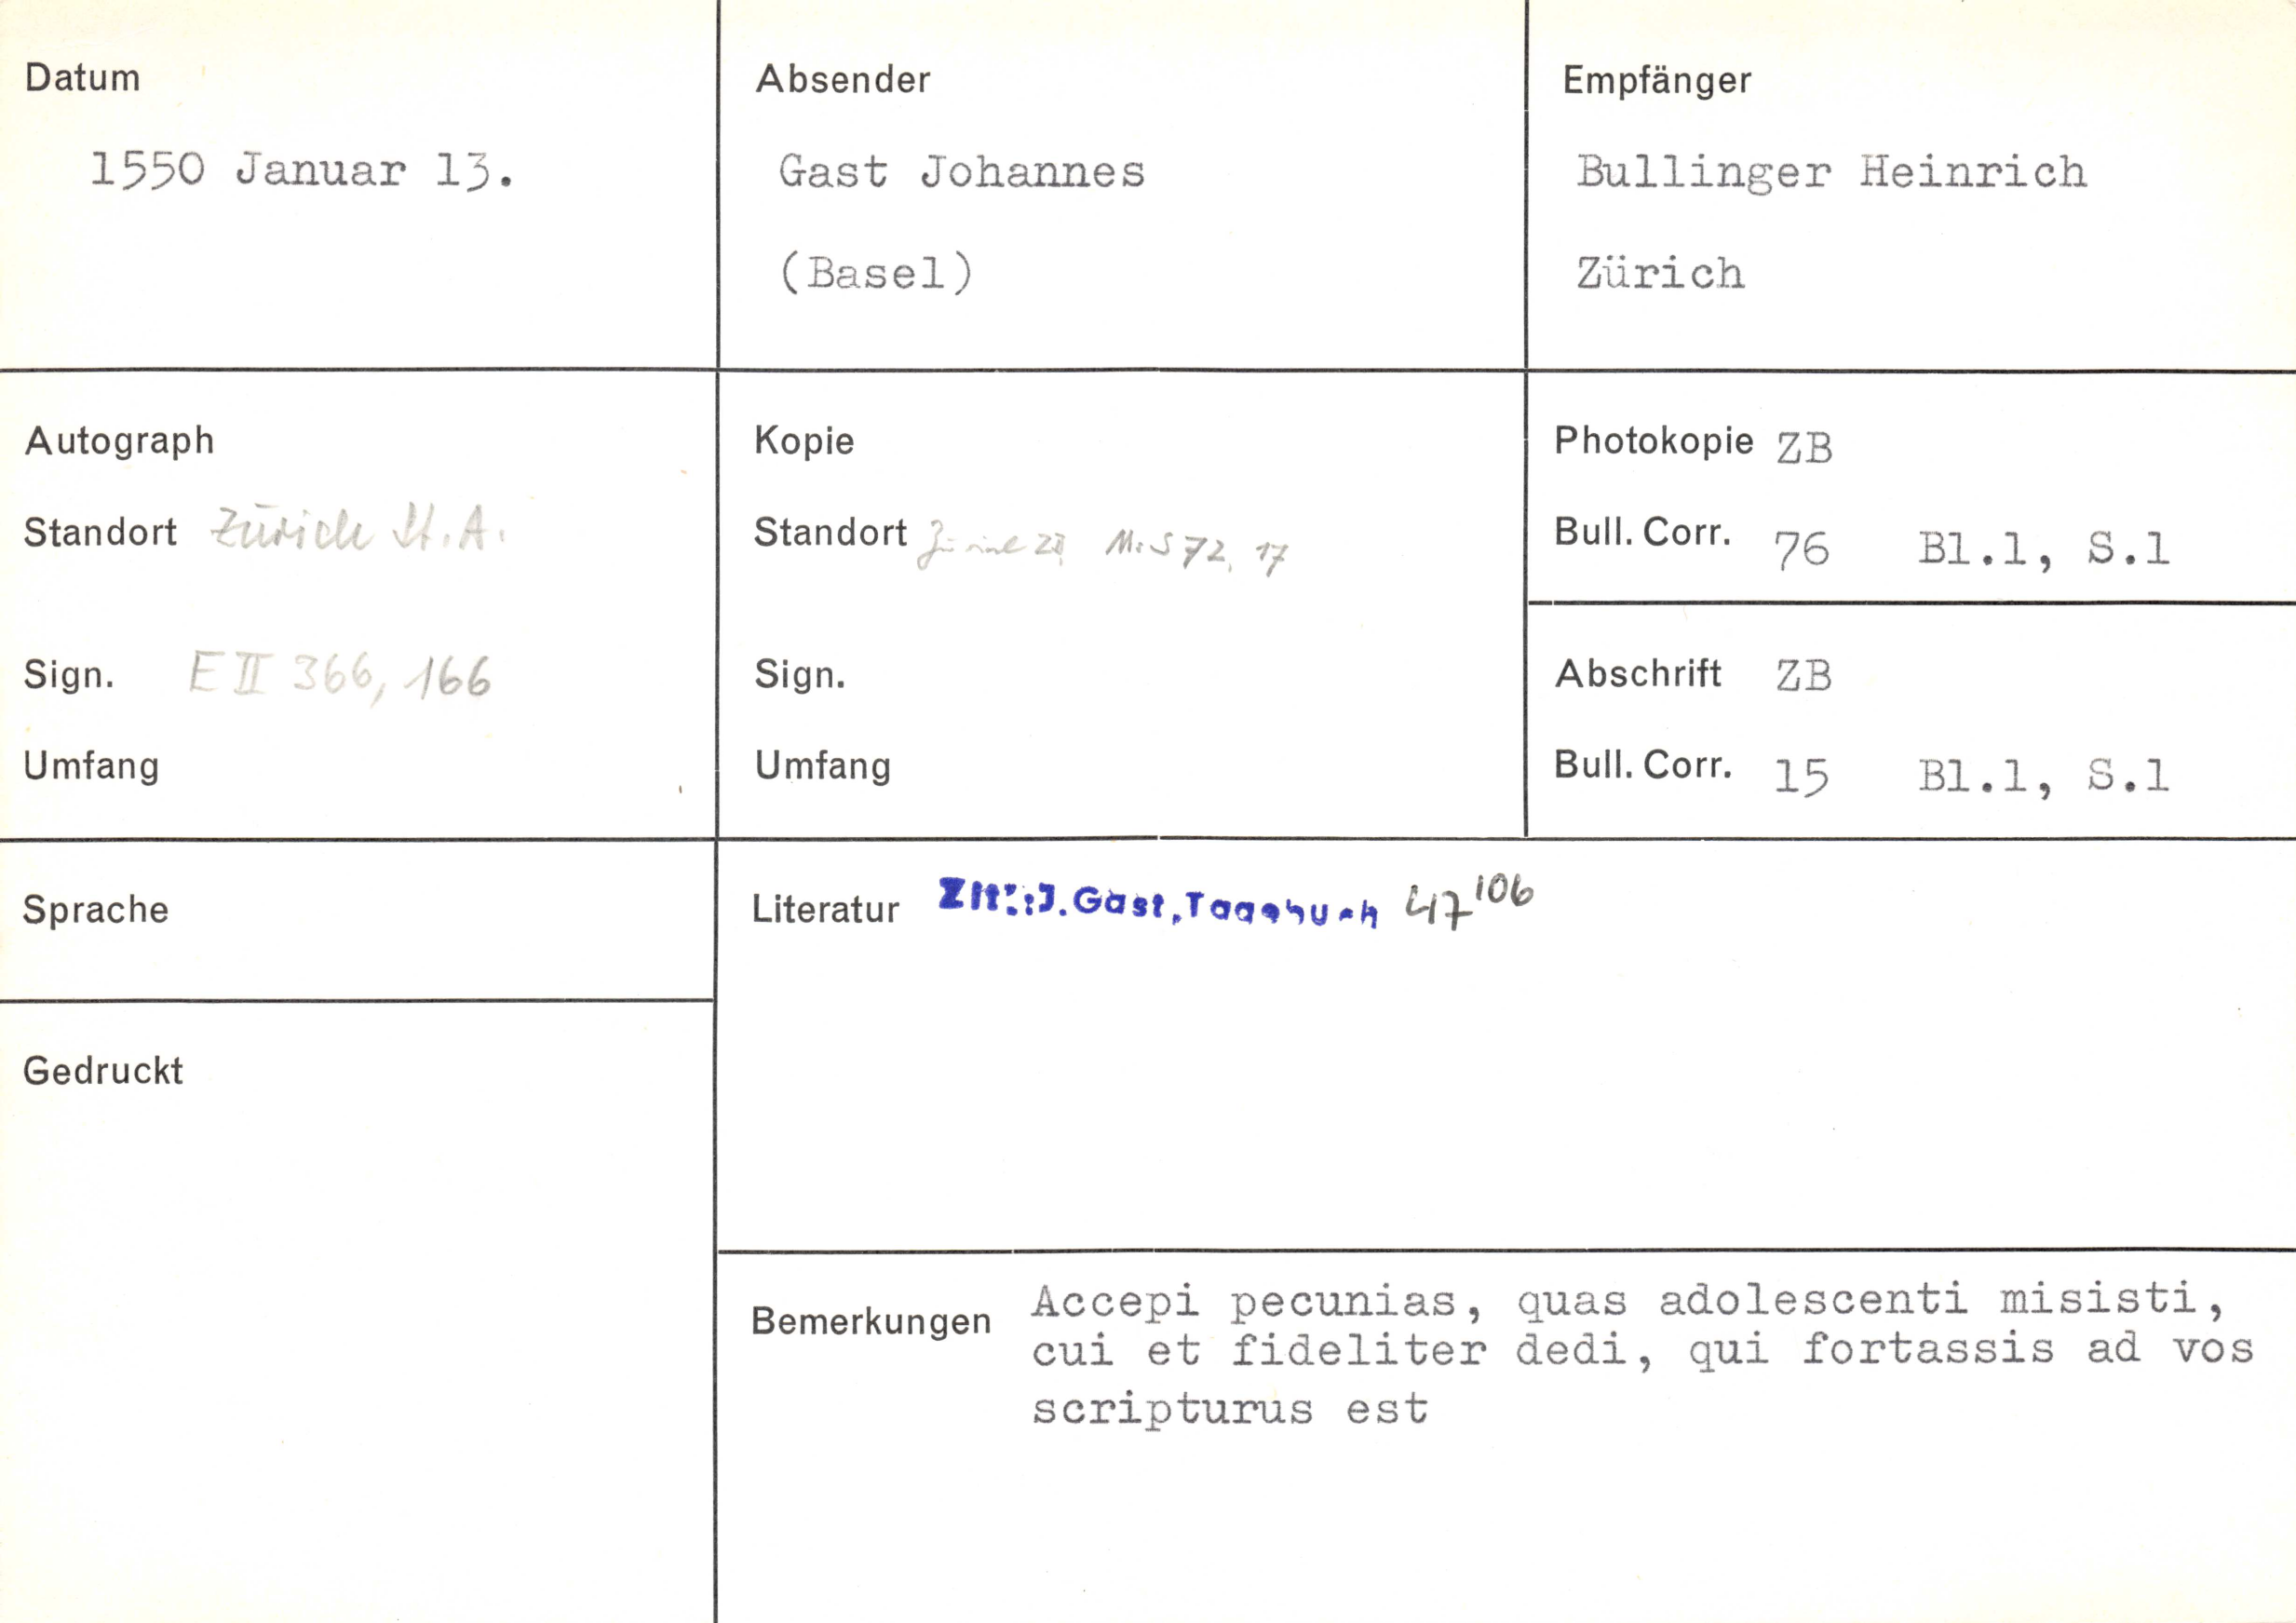 Datum
1550 Januar 13.
Absender
Gast Johannes
(Basel)
Empfänger
Bullinger Heinrich
Zürich
Autograph
Standort Zürich St.A.
Sign. E II 366, 166
Umfang
Kopie
Standort Zürich ZB, Ms S 72, 17
Sign.
Umfang
Photokopie ZB
Bull. Corr. 76 Bl.1, S.1
Abschrift ZB
Bull. Corr. 15 Bl.1, S.1
Sprache
Literatur Zit.: J. Gast, Tagebuch 47 106
Gedruckt
Bemerkungen Accepi pecunias, quas adolescenti misisti,
cui et fideliter dedi, qui fortassis ad vos
scripturus est